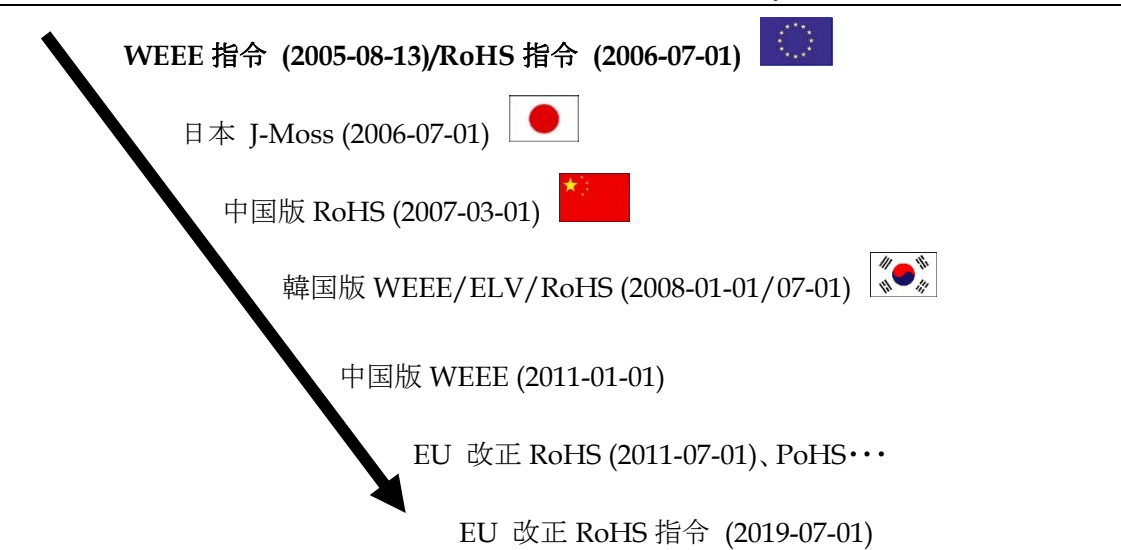 WEEE 指令 (2005-08-13)/RoHS 指令 (2006-07-01)
日本 J-Moss (2006-07-01)
中国版 RoHS (2007-03-01)
韓国版 WEEE/ELV/RoHS (2008-01-01/07-01)
中国版 WEEE (2011-01-01)
EU 改正 RoHS (2011-07-01)、PoHS・・・
EU 改正 RoHS 指令 (2019-07-01)